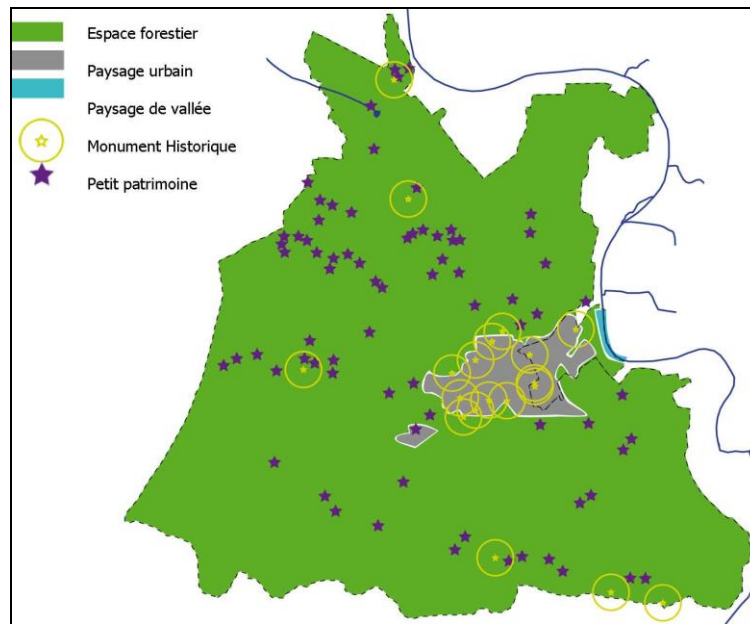 Espace forestier
Paysage urbain
Paysage de vallée
Monument Historique
Petit patrimoine